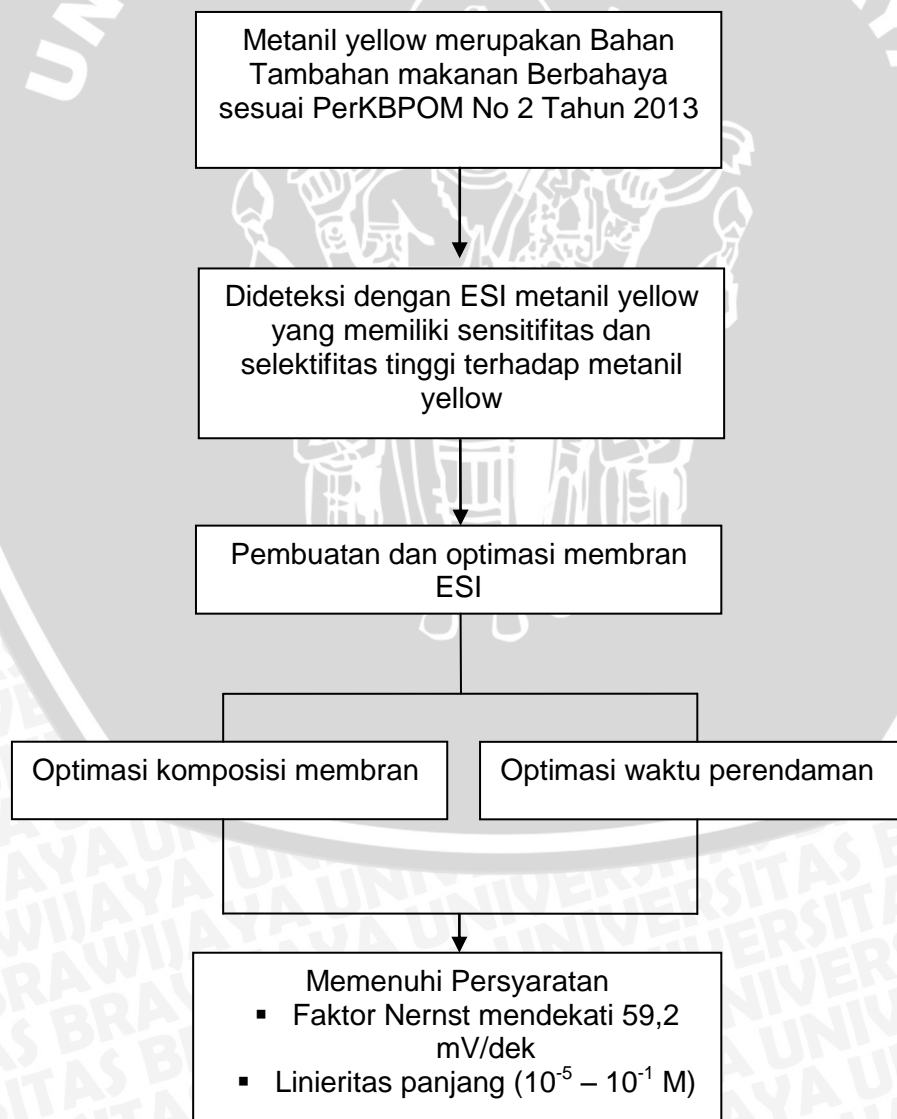 Metanil yellow merupakan Bahan
Tambahan makanan Berbahaya
sesuai PerKBPOM No 2 Tahun 2013
Dideteksi dengan ESI metanil yellow
yang memiliki sensitifitas dan
selektifitas tinggi terhadap metanil
yellow
Pembuatan dan optimasi membran
ESI
Optimasi komposisi membran
Optimasi waktu perendaman
Memenuhi Persyaratan
▪ Faktor Nernst mendekati 59,2
mV/dek
▪ Linieritas panjang (10⁻⁵ – 10⁻¹ M)